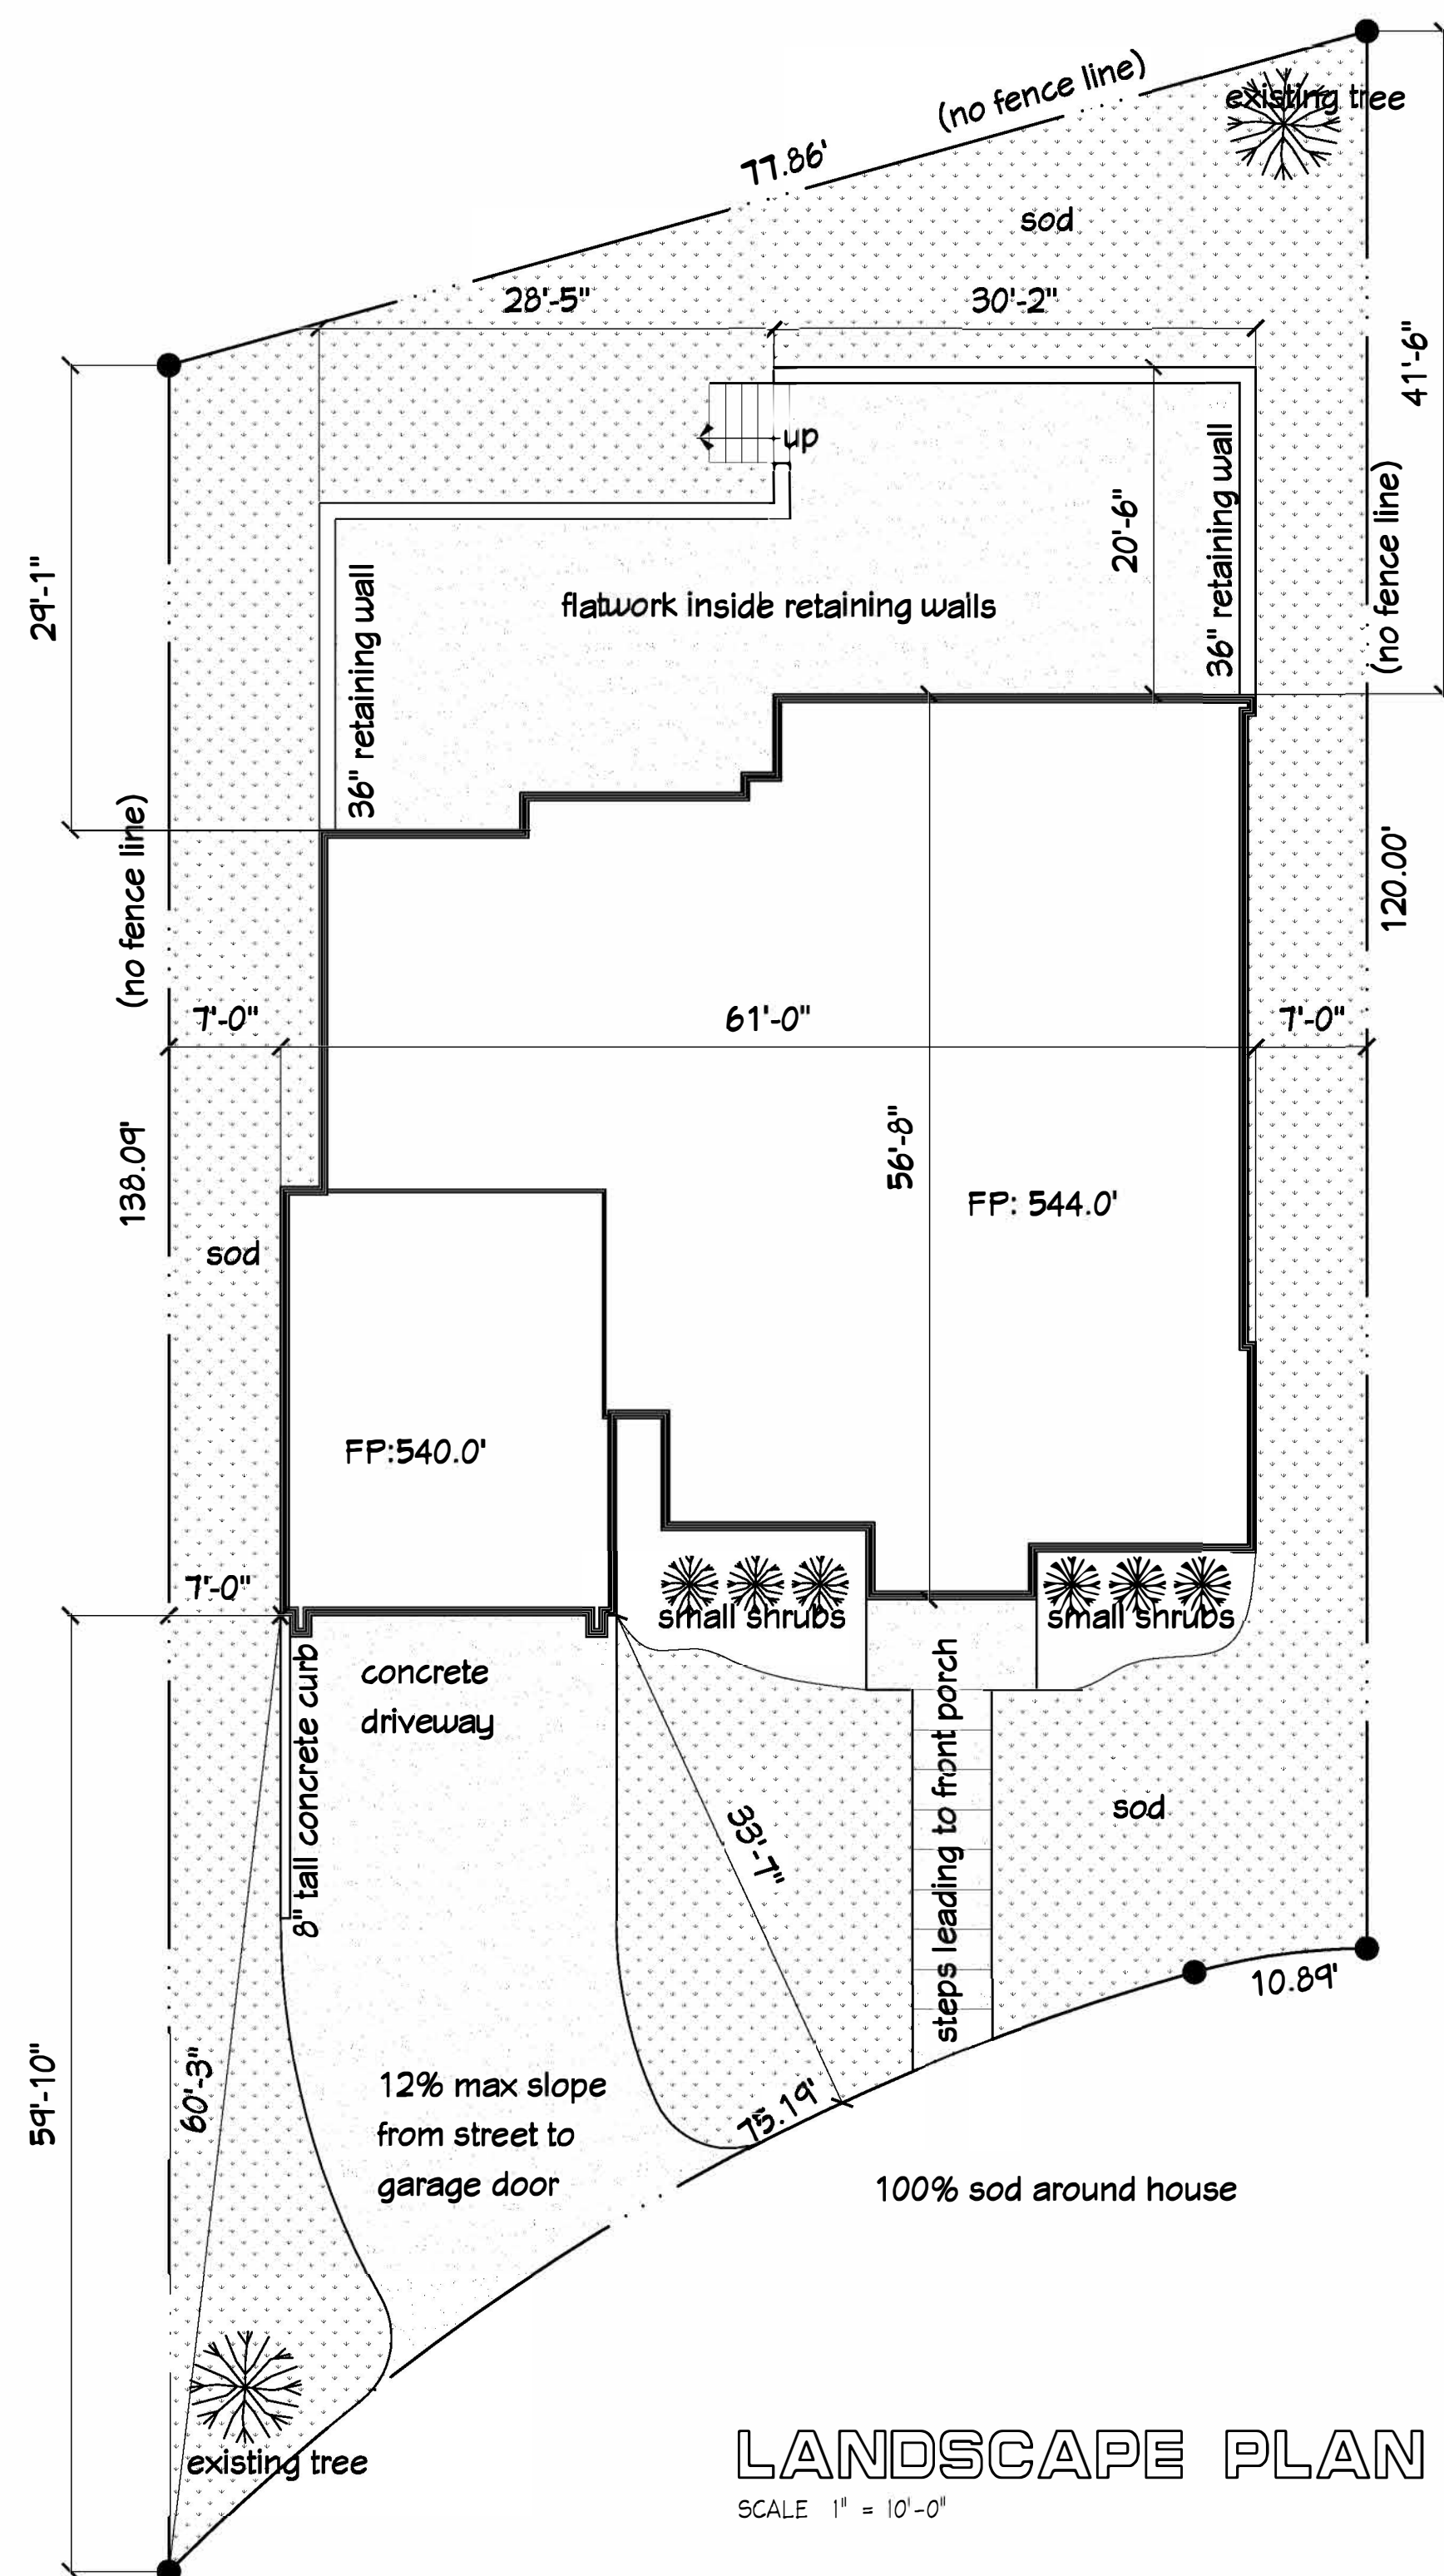 existing tree
(no fence line)
77.86'
sod
28'-5"
30'-2"
41'-6"
up
36" retaining wall
20'-6"
(no fence line)
29'-1"
flatwork inside retaining walls
36" retaining wall
(no fence line)
120.00'
7'-0"
61'-0"
7'-0"
138.09'
56'-8"
FP: 544.0'
sod
FP:540.0'
7'-0"
small shrubs
small shrubs
8" tall concrete curb
concrete
driveway
steps leading to front porch
33'-7"
sod
10.89'
59'-10"
60'-3"
12% max slope
from street to
garage door
75.19'
100% sod around house
existing tree
LANDSCAPE PLAN
SCALE 1" = 10'-0"